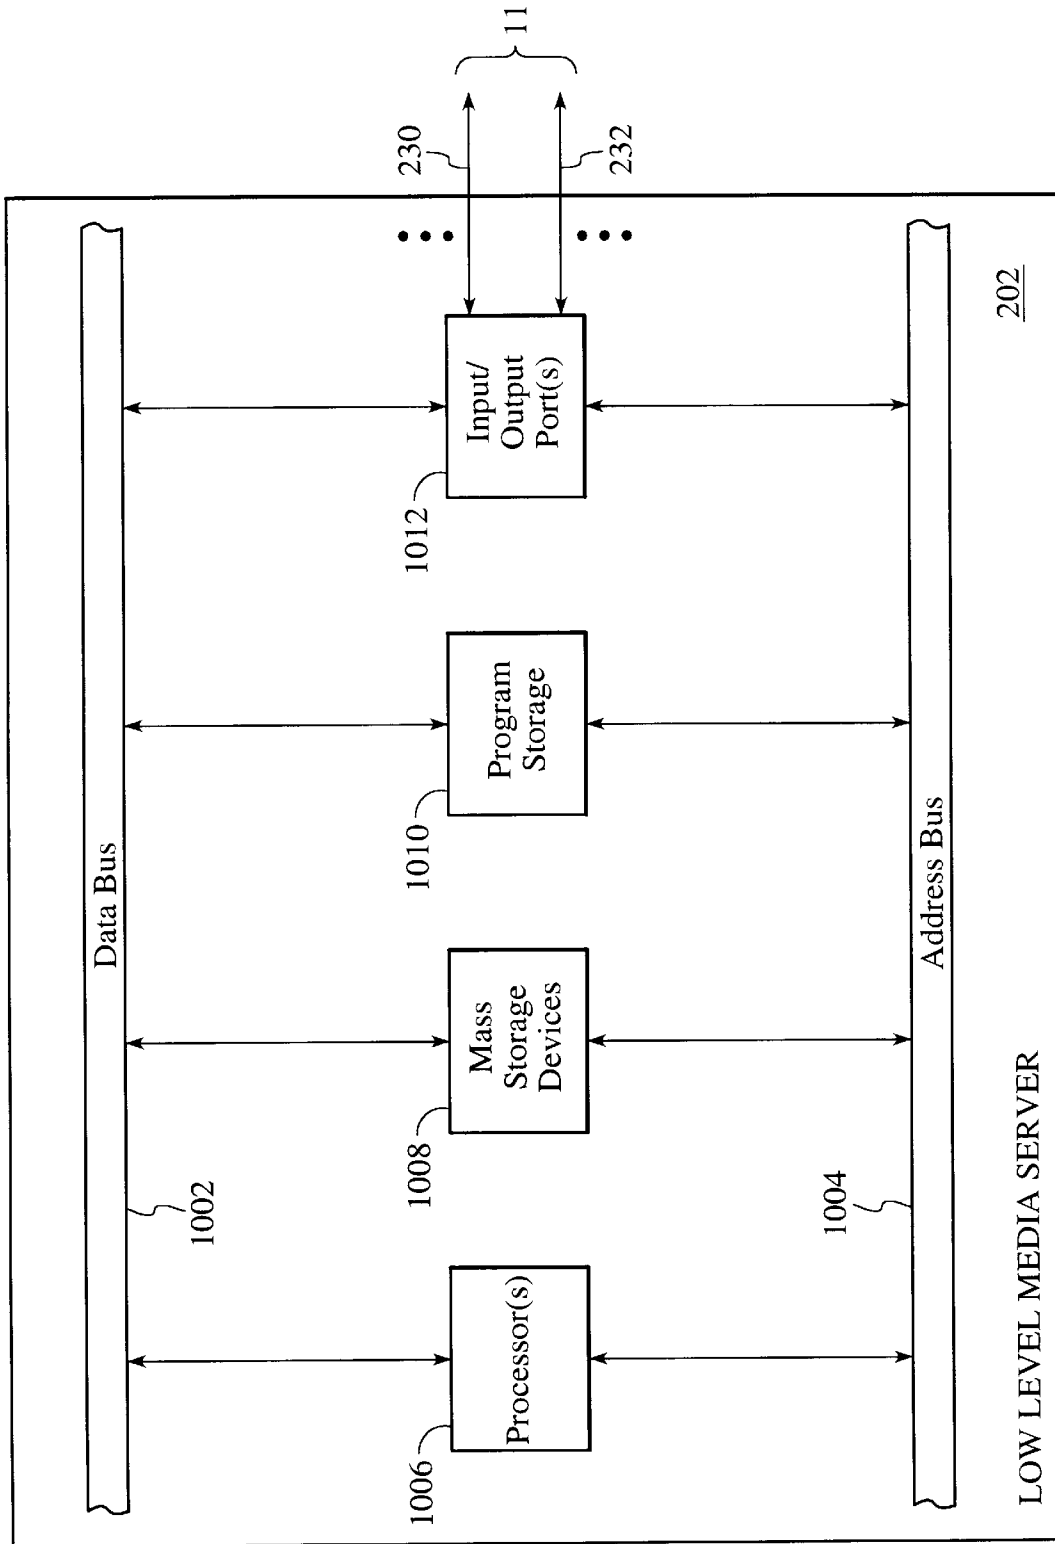 Data Bus
1002
Processor(s)
1006
Mass
Storage
Devices
1008
Program
Storage
1010
Input/
Output
Port(s)
1012
230
232
11
1004
Address Bus
LOW LEVEL MEDIA SERVER
202